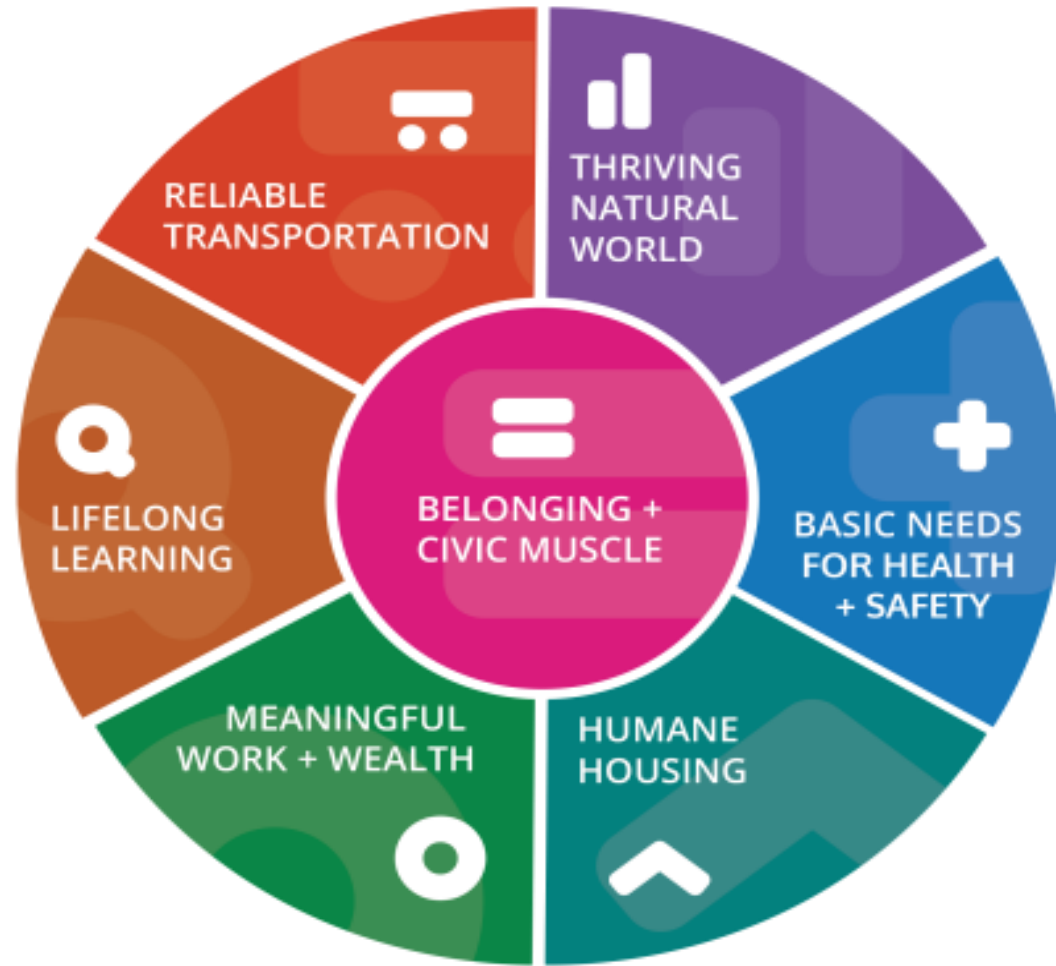 THRIVING
NATURAL
WORLD
BASIC NEEDS
FOR HEALTH
+ SAFETY
HUMANE
HOUSING
MEANINGFUL
WORK + WEALTH
LIFELONG
LEARNING
RELIABLE
TRANSPORTATION
BELONGING +
CIVIC MUSCLE